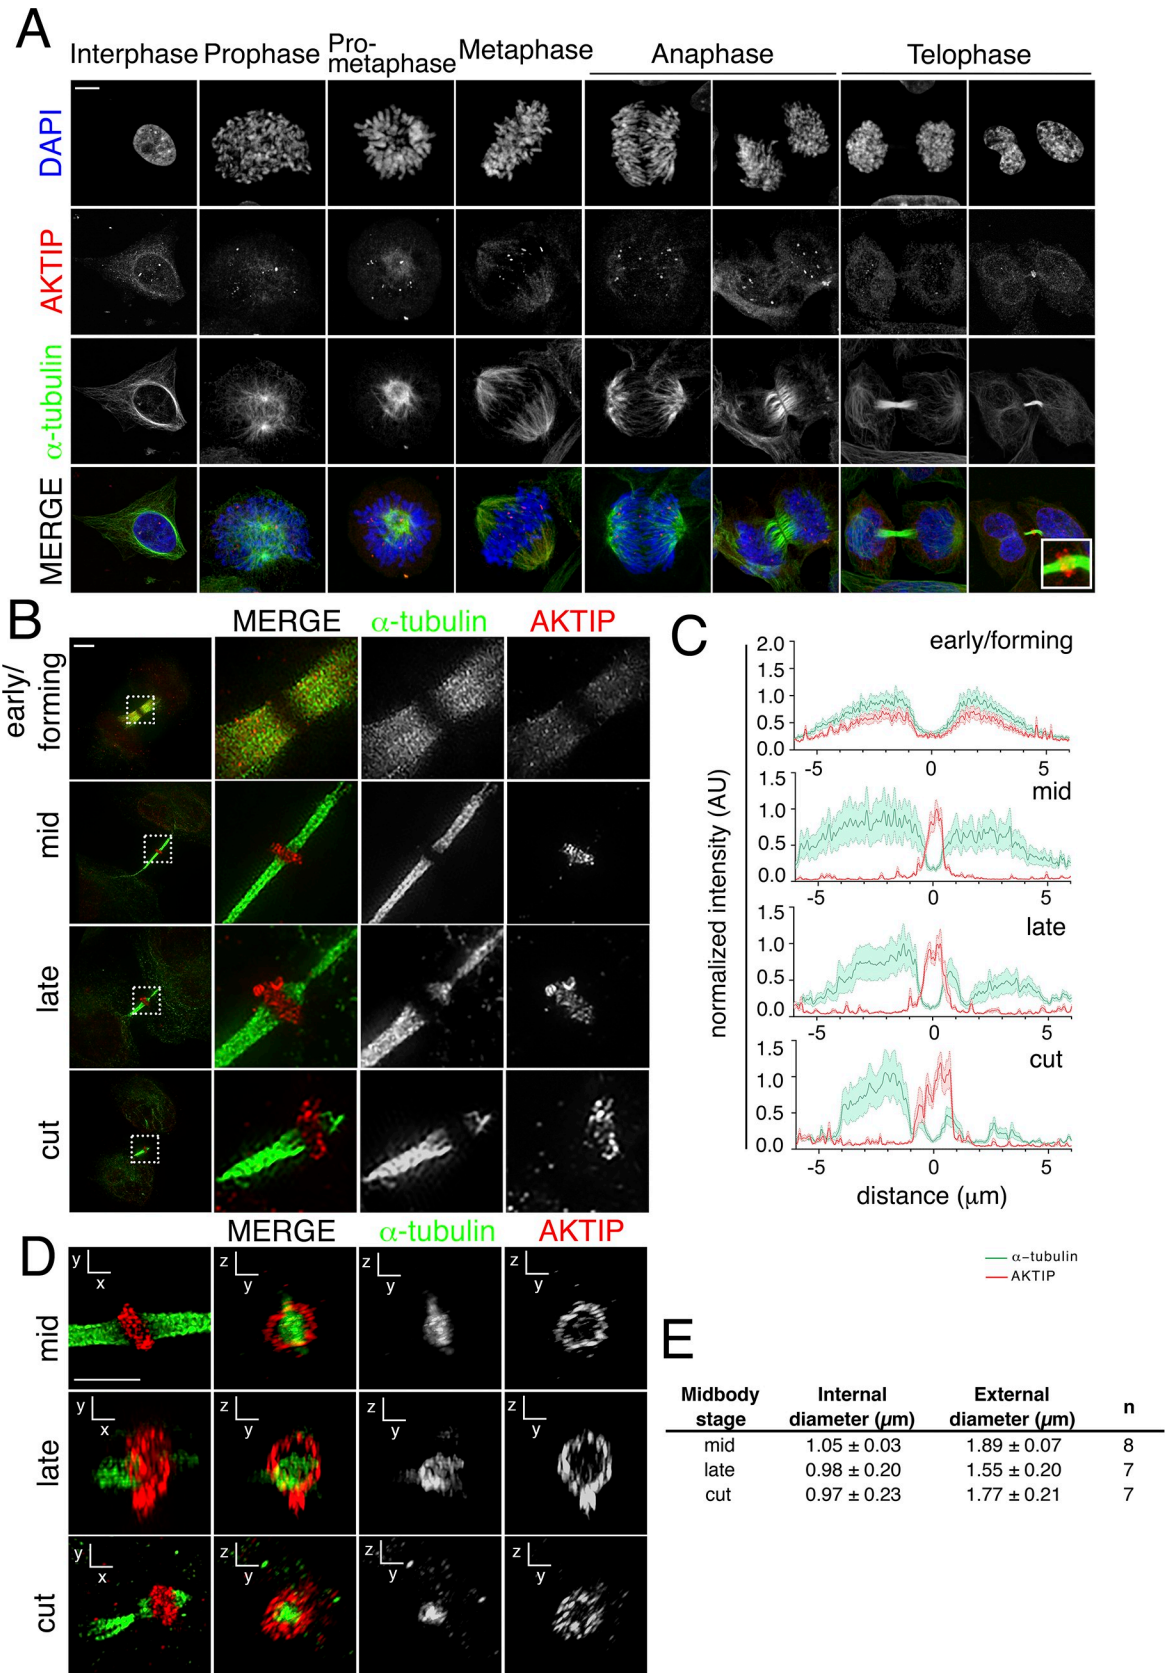 A
Interphase Prophase Pro-metaphase Metaphase Anaphase Telophase
DAPI
AKTIP
α-tubulin
MERGE
B
MERGE α-tubulin AKTIP
early/
forming
mid
late
cut
C
normalized intensity (AU)
early/forming
2.0
1.5
1.0
0.5
0.0
-5 0 5
mid
1.5
1.0
0.5
0.0
-5 0 5
late
1.5
1.0
0.5
0.0
-5 0 5
cut
1.5
1.0
0.5
0.0
-5 0 5
distance (μm)
α-tubulin
AKTIP
D
MERGE α-tubulin AKTIP
mid
y x z y z y z y
late
y x z y z y z y
cut
y x z y z y z y
E
Midbody stage Internal diameter (μm) External diameter (μm) n
mid 1.05 ± 0.03 1.89 ± 0.07 8
late 0.98 ± 0.20 1.55 ± 0.20 7
cut 0.97 ± 0.23 1.77 ± 0.21 7